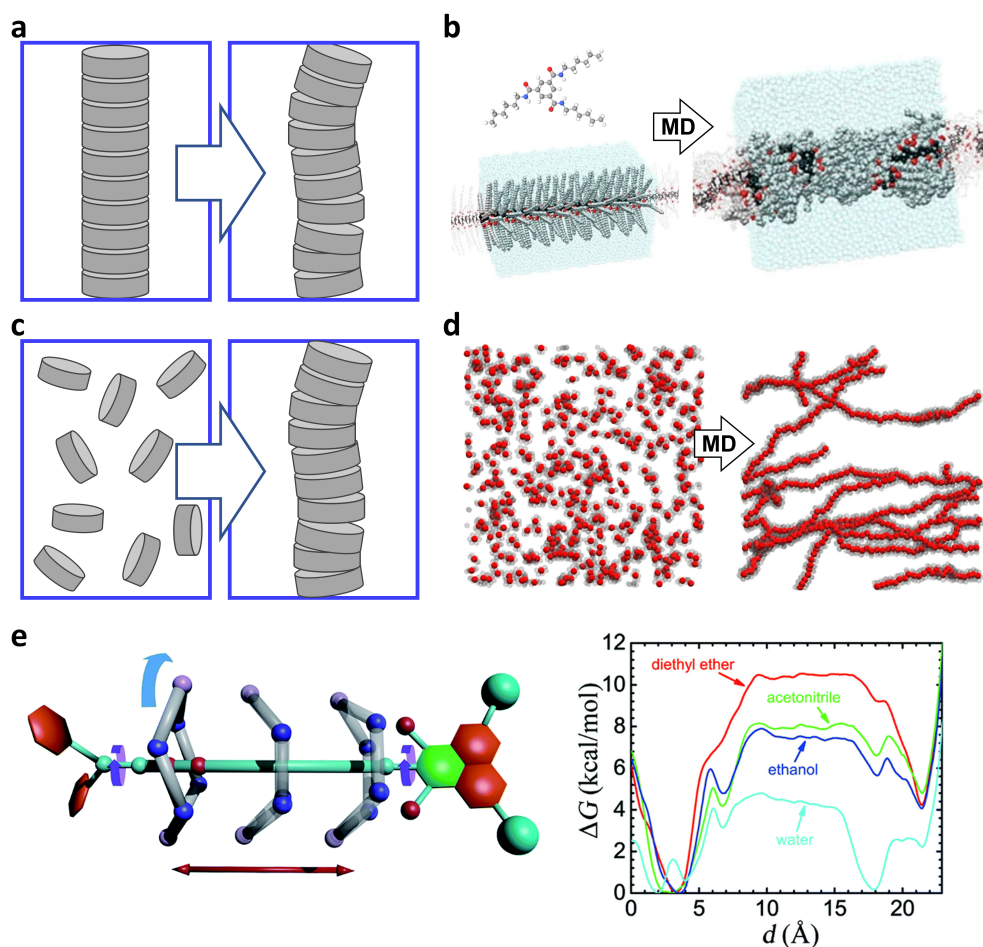 a
b
MD
c
d
MD
e
12
10
8
6
4
2
0
ΔG (kcal/mol)
diethyl ether
acetonitrile
ethanol
water
0 5 10 15 20
d (Å)